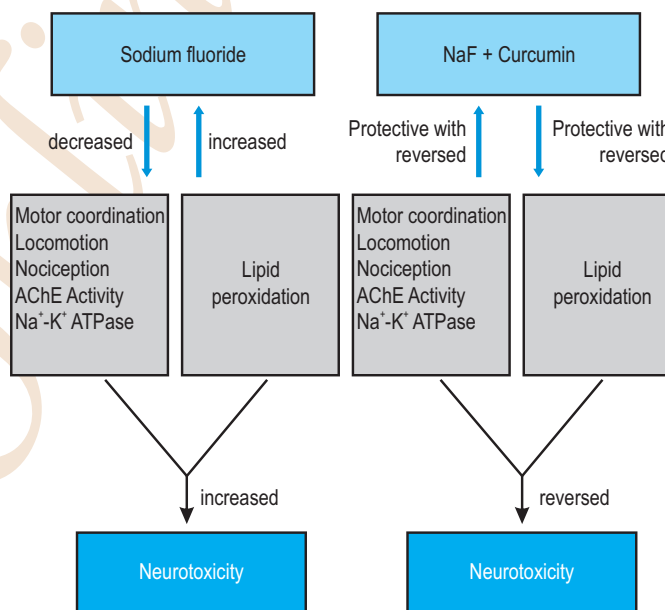 Sodium fluoride
NaF + Curcumin
decreased
increased
Protective with
reversed
Protective with
reversed
Motor coordination
Locomotion
Nociception
AChE Activity
Na⁺-K⁺ ATPase
Lipid
peroxidation
Motor coordination
Locomotion
Nociception
AChE Activity
Na⁺-K⁺ ATPase
Lipid
peroxidation
increased
reversed
Neurotoxicity
Neurotoxicity